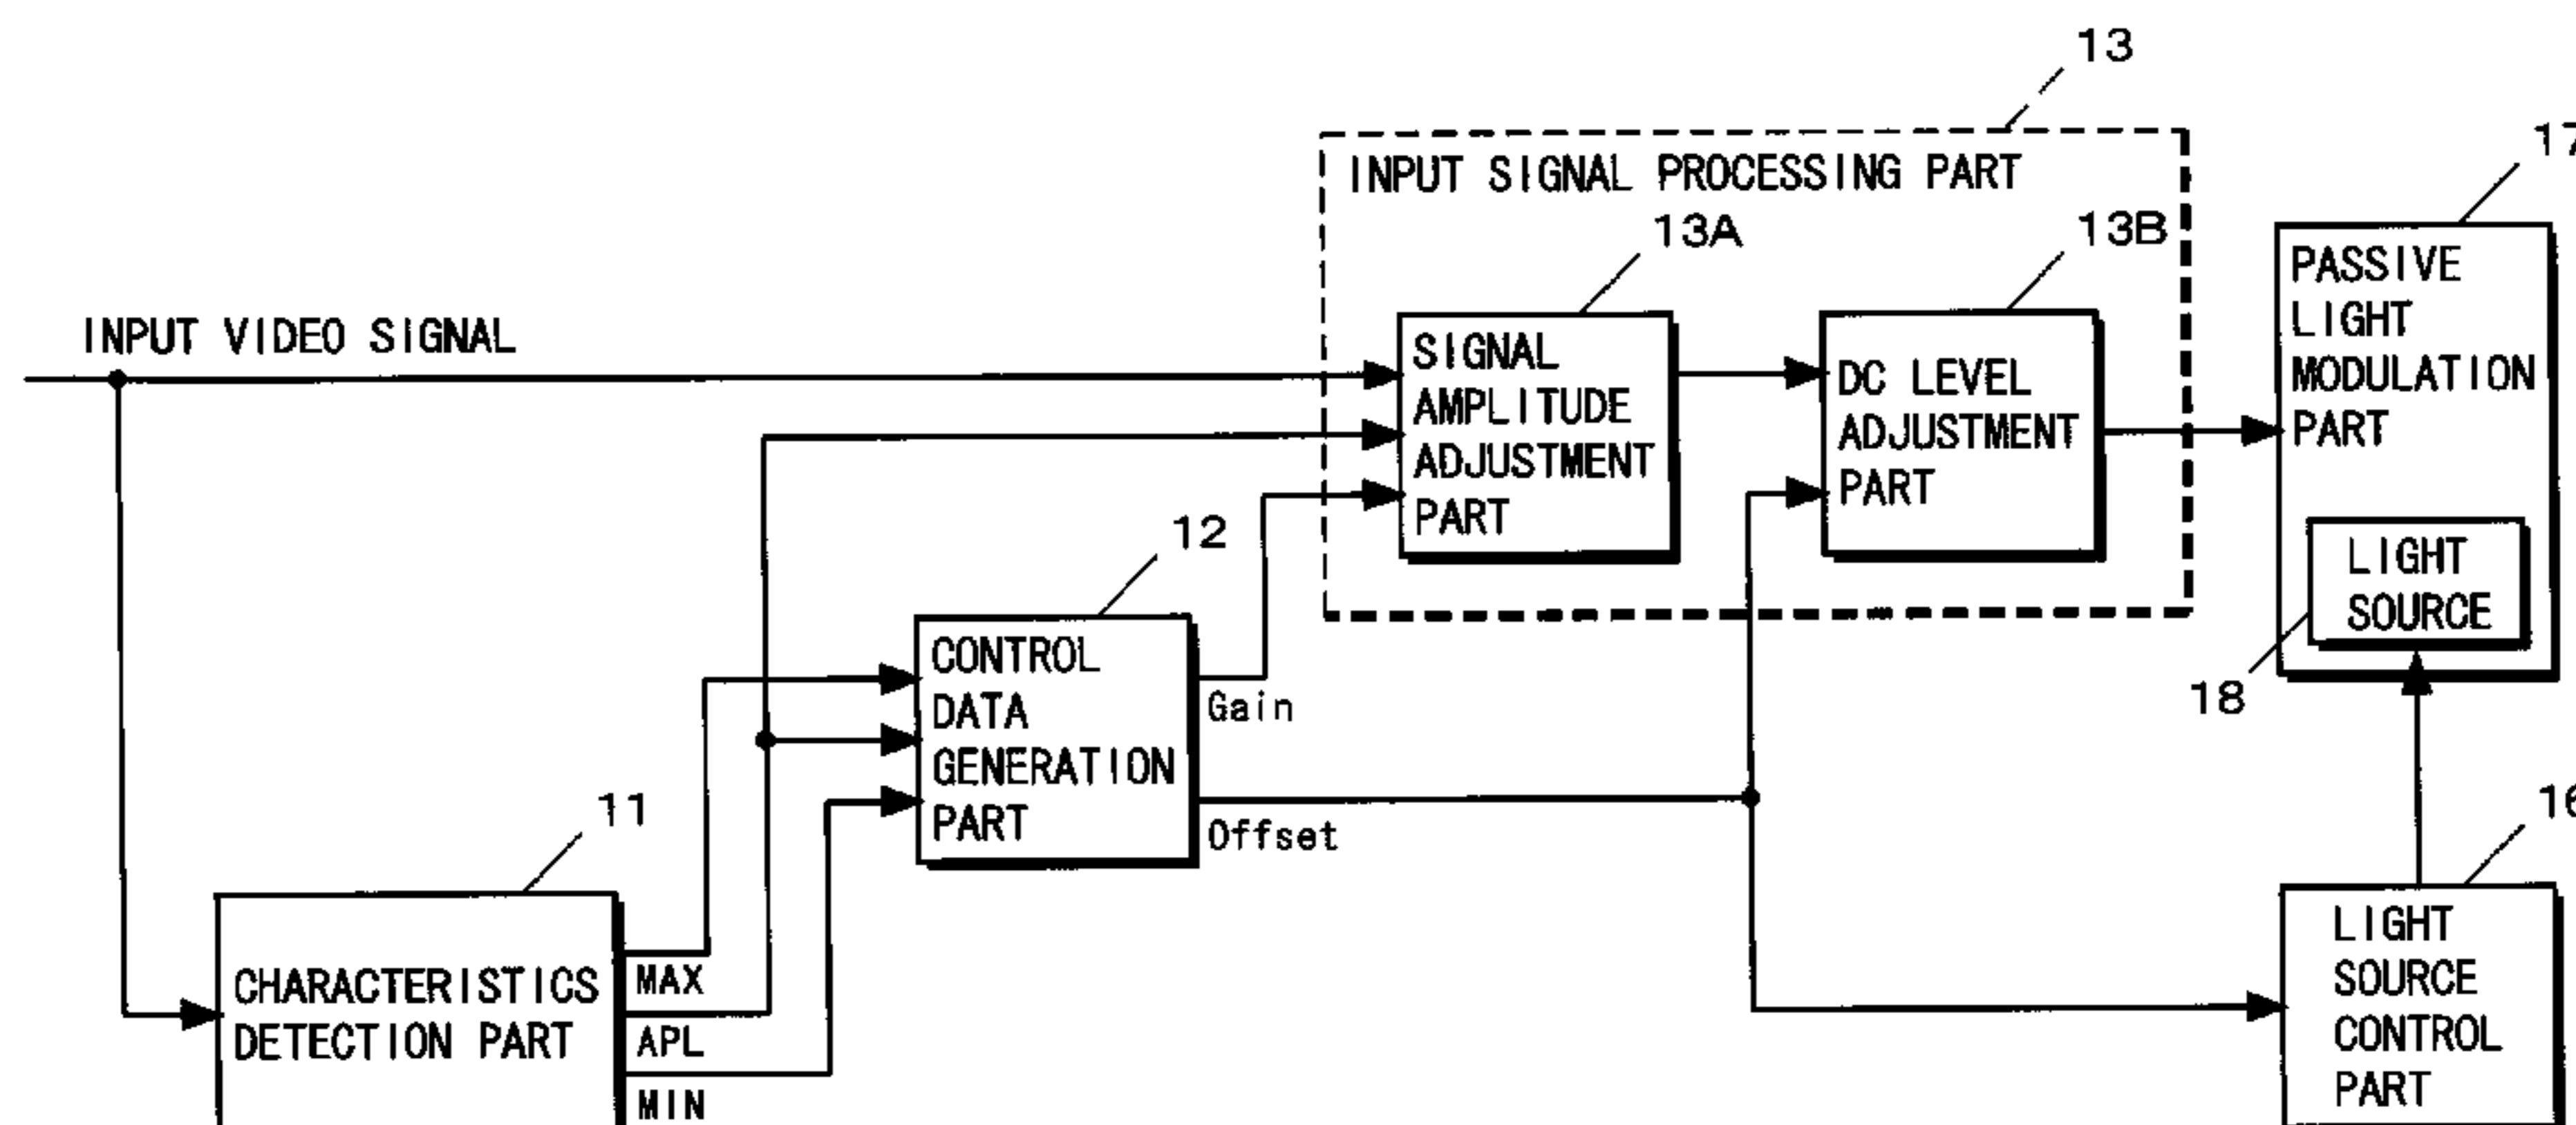 13
INPUT SIGNAL PROCESSING PART
17
13A
13B
INPUT VIDEO SIGNAL
SIGNAL
AMPLITUDE
ADJUSTMENT
PART
DC LEVEL
ADJUSTMENT
PART
PASSIVE
LIGHT
MODULATION
PART
LIGHT
SOURCE
18
12
CONTROL
DATA
GENERATION
PART
Gain
Offset
11
CHARACTERISTICS
DETECTION PART
MAX
APL
MIN
16
LIGHT
SOURCE
CONTROL
PART